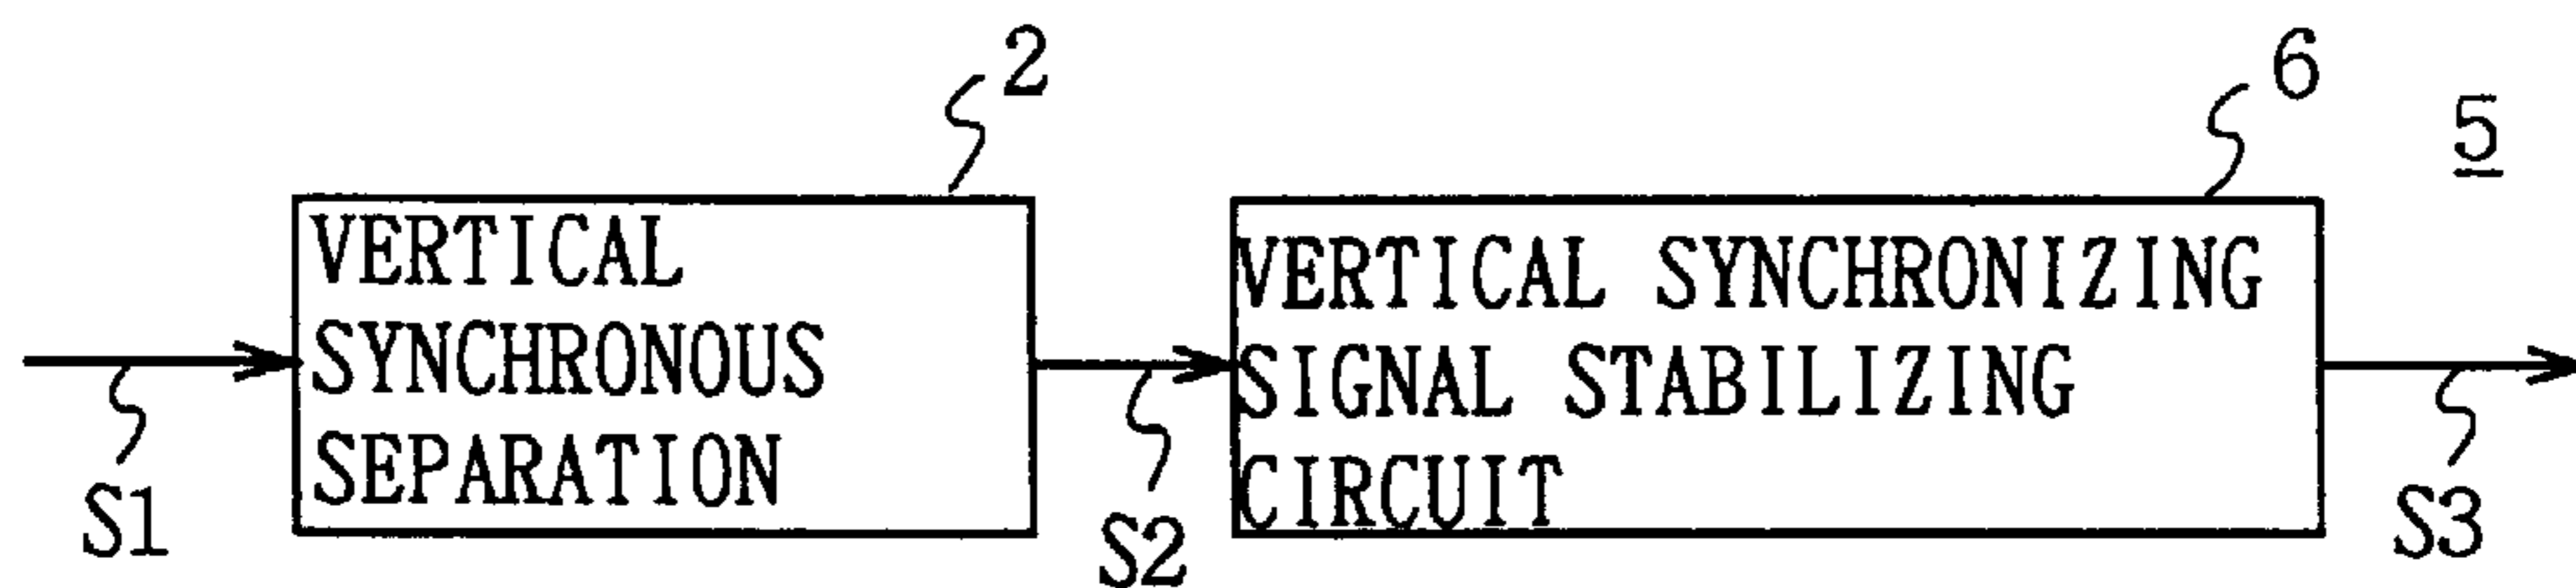 2
6
5
VERTICAL
SYNCHRONOUS
SEPARATION
VERTICAL SYNCHRONIZING
SIGNAL STABILIZING
CIRCUIT
S1
S2
S3